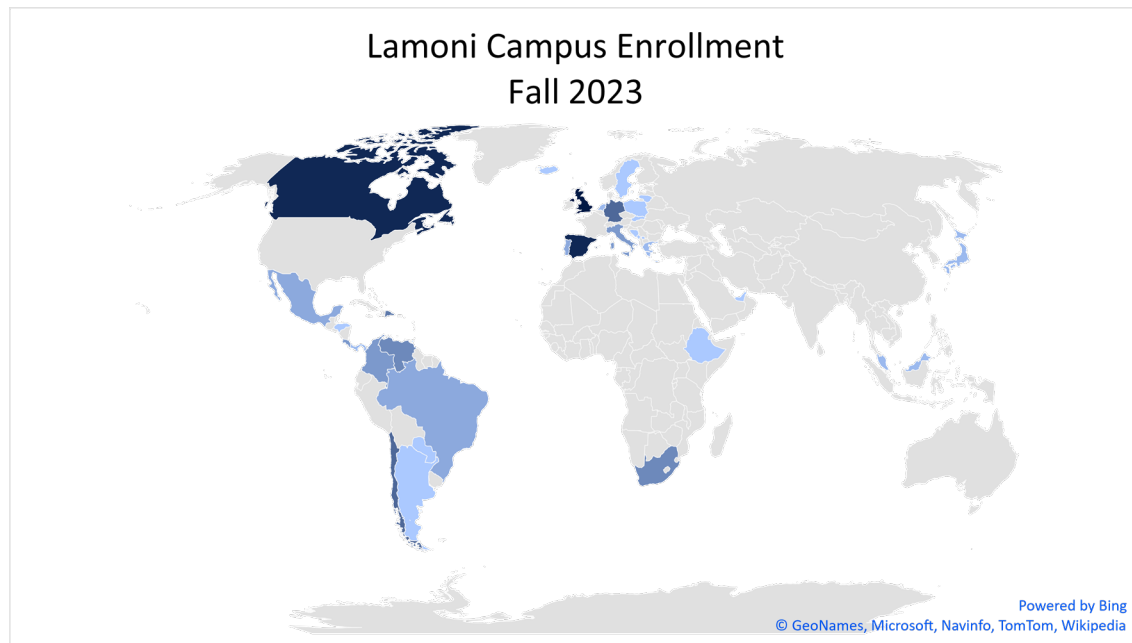 Lamoni Campus Enrollment
Fall 2023
Powered by Bing
© GeoNames, Microsoft, Navinfo, TomTom, Wikipedia